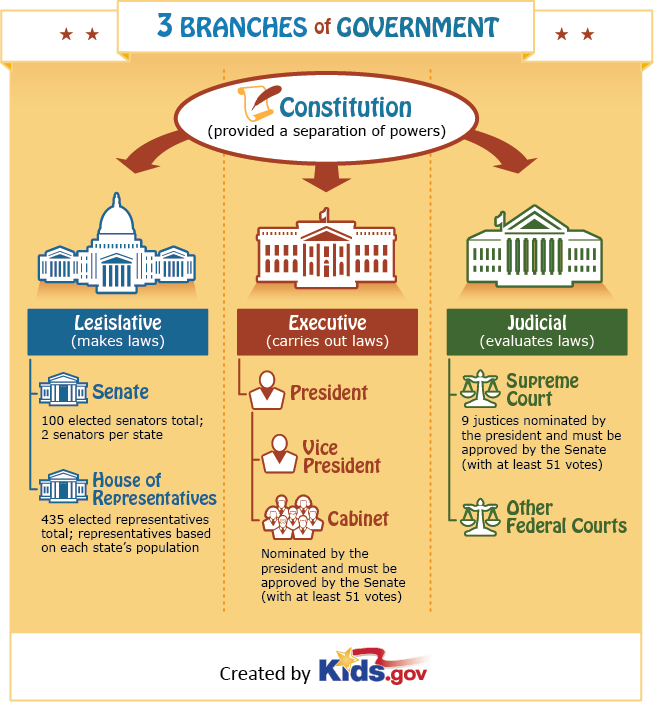 3 BRANCHES of GOVERNMENT
Constitution
(provided a separation of powers)
Legislative
(makes laws)
Senate
100 elected senators total;
2 senators per state
House of
Representatives
435 elected representatives
total; representatives based
on each state's population
Executive
(carries out laws)
President
Vice
President
Cabinet
Nominated by the
president and must be
approved by the Senate
(with at least 51 votes)
Judicial
(evaluates laws)
Supreme
Court
9 justices nominated by
the president and must be
approved by the Senate
(with at least 51 votes)
Other
Federal Courts
Created by Kids.gov